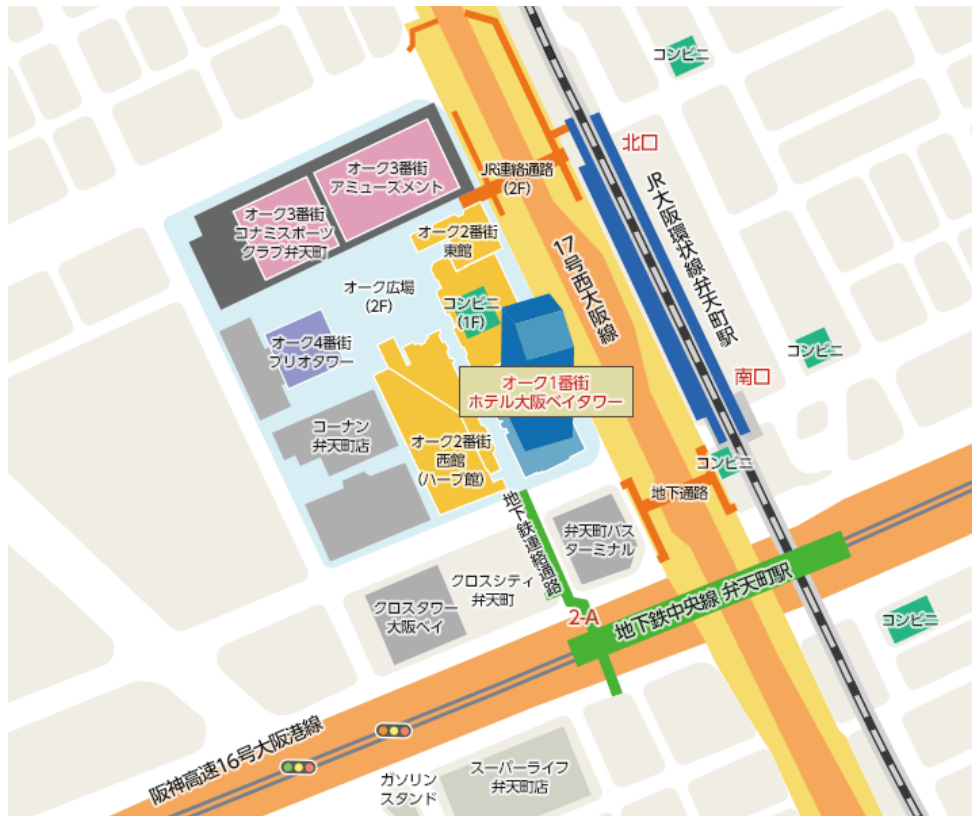 コンビニ
北口
JR大阪環状線弁天町駅
オーク3番街
アミューズメント
JR連絡通路
(2F)
オーク3番街
コナミスポーツ
クラブ弁天町
オーク2番街
東館
17号西大阪線
オーク広場
(2F)
コンビニ
(1F)
オーク4番街
プリオタワー
コンビニ
南口
オーク1番街
ホテル大阪ベイタワー
コーナン
弁天町店
オーク2番街
西館
(ハーブ館)
コンビニ
地下通路
地下鉄連絡通路
弁天町バス
ターミナル
クロスシティ
弁天町
クロスタワー
大阪ベイ
2-A
地下鉄中央線 弁天町駅
コンビニ
阪神高速16号大阪港線
ガソリン
スタンド
スーパーライフ
弁天町店